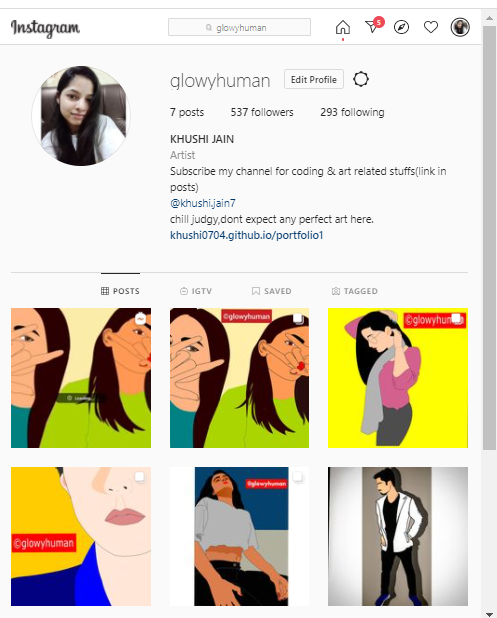 Instagram
glowyhuman
5
glowyhuman
Edit Profile
7 posts 537 followers 293 following
KHUSHI JAIN
Artist
Subscribe my channel for coding & art related stuffs(link in
posts)
@khushi.jain7
chill judgy,dont expect any perfect art here.
khushi0704.github.io/portfolio1
POSTS IGTV SAVED TAGGED
Loading...
©glowyhuman
©glowyhuman
©glowyhuman
©glowyhuman